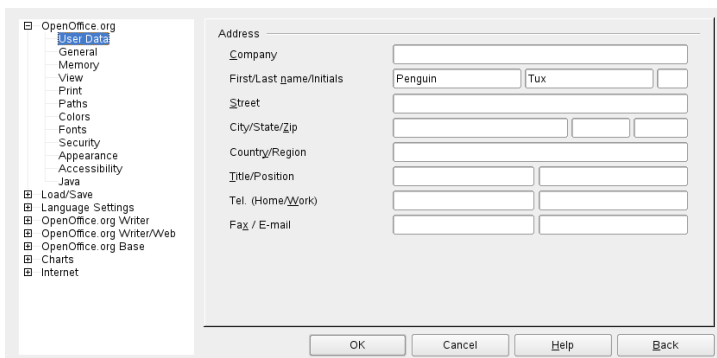 OpenOffice.org
User Data
General
Memory
View
Print
Paths
Colors
Fonts
Security
Appearance
Accessibility
Java
Load/Save
Language Settings
OpenOffice.org Writer
OpenOffice.org Writer/Web
OpenOffice.org Base
Charts
Internet
Address
Company
First/Last name/Initials Penguin Tux
Street
City/State/Zip
Country/Region
Title/Position
Tel. (Home/Work)
Fax / E-mail
OK Cancel Help Back